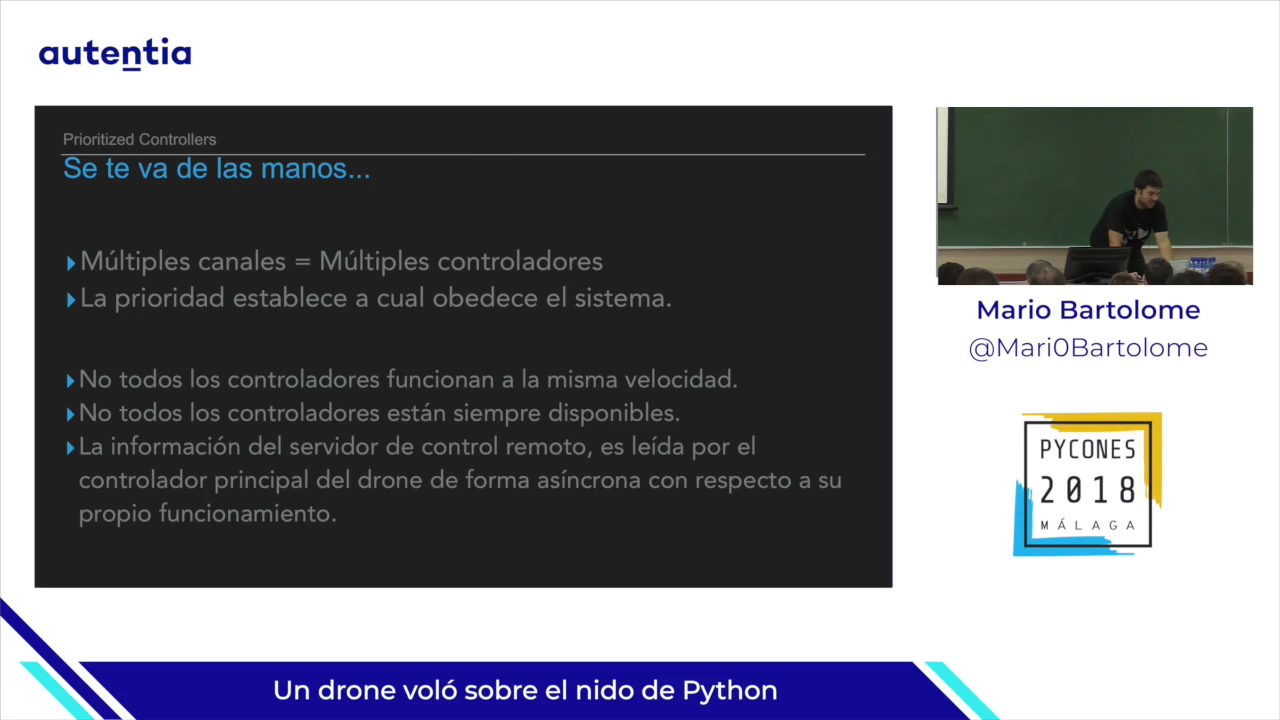 autentia
Prioritized Controllers
Se te va de las manos...
Múltiples canales = Múltiples controladores
La prioridad establece a cual obedece el sistema.
No todos los controladores funcionan a la misma velocidad.
No todos los controladores están siempre disponibles.
La información del servidor de control remoto, es leída por el
controlador principal del drone de forma asíncrona con respecto a su
propio funcionamiento.
Mario Bartolome
@Mari0Bartolome
PYCONES
2018
MÁLAGA
Un drone voló sobre el nido de Python